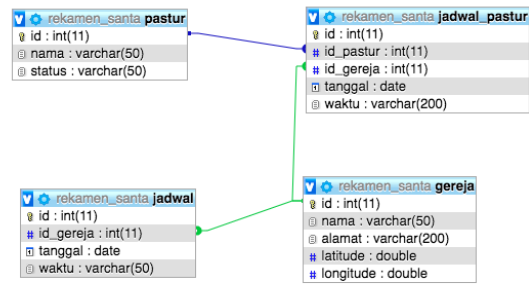 rekamen_santa pastur
id : int(11)
nama : varchar(50)
status : varchar(50)
rekamen_santa jadwal_pastur
id : int(11)
id_pastur : int(11)
id_gereja : int(11)
tanggal : date
waktu : varchar(200)
rekamen_santa jadwal
id : int(11)
id_gereja : int(11)
tanggal : date
waktu : varchar(50)
rekamen_santa gereja
id : int(11)
nama : varchar(50)
alamat : varchar(200)
latitude : double
longitude : double